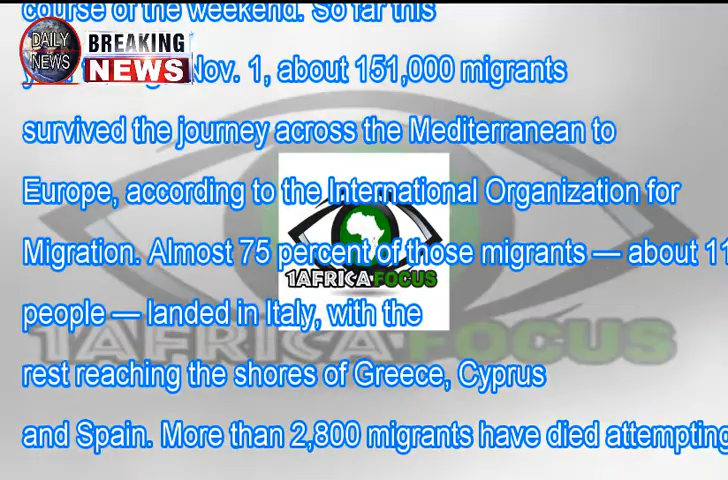 course of the weekend. So far this
DAILY NEWS
BREAKING
NEWS
Nov. 1, about 151,000 migrants
survived the journey across the Mediterranean to
Europe, according to the International Organization for
Migration. Almost 75 percent of those migrants — about 11
people — landed in Italy, with the
rest reaching the shores of Greece, Cyprus
and Spain. More than 2,800 migrants have died attempting
1AFRICAFOCUS
1AFRICAFOCUS